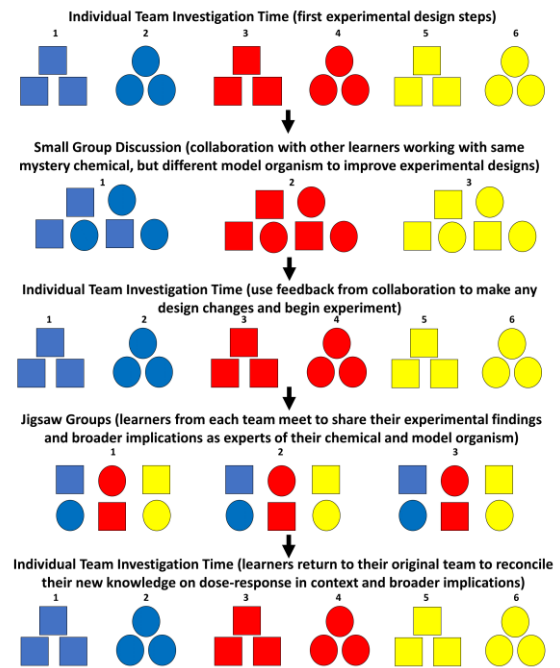 Individual Team Investigation Time (first experimental design steps)
1 2 3 4 5 6
Small Group Discussion (collaboration with other learners working with same
mystery chemical, but different model organism to improve experimental designs)
1 2 3
Individual Team Investigation Time (use feedback from collaboration to make any
design changes and begin experiment)
1 2 3 4 5 6
Jigsaw Groups (learners from each team meet to share their experimental findings
and broader implications as experts of their chemical and model organism)
1 2 3
Individual Team Investigation Time (learners return to their original team to reconcile
their new knowledge on dose-response in context and broader implications)
1 2 3 4 5 6